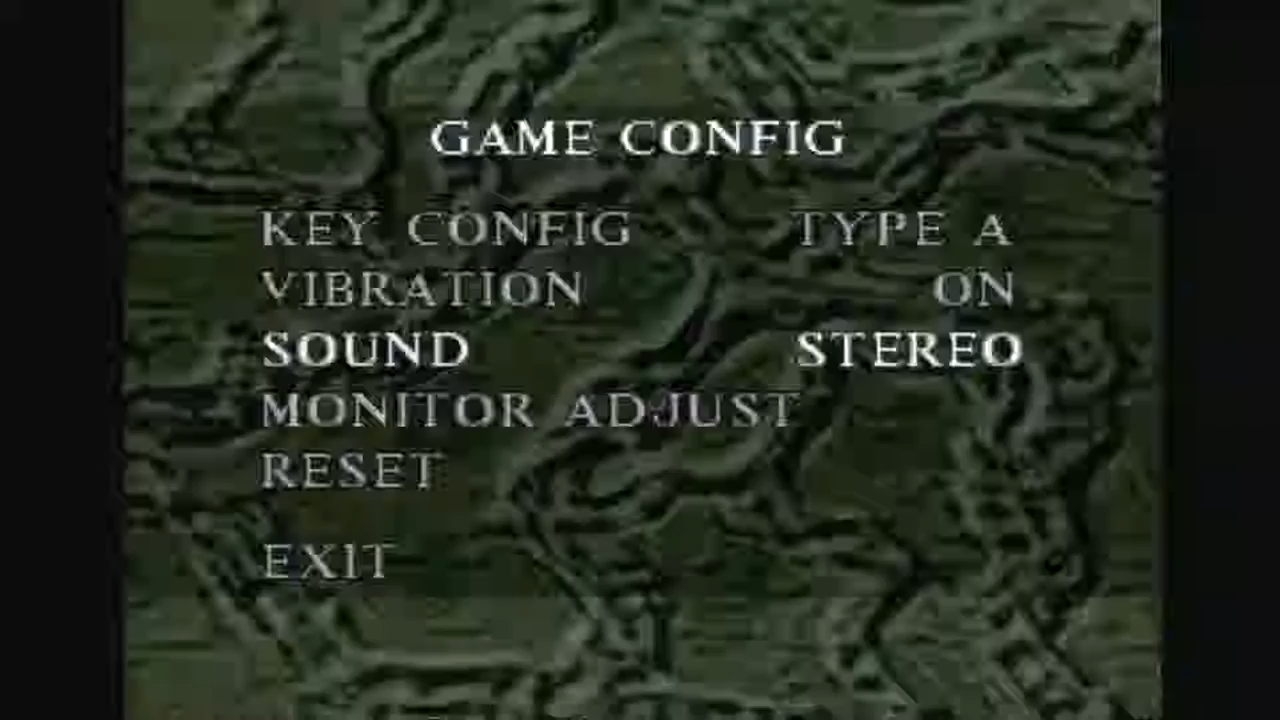 GAME CONFIG
KEY CONFIG TYPE A
VIBRATION ON
SOUND STEREO
MONITOR ADJUST
RESET
EXIT